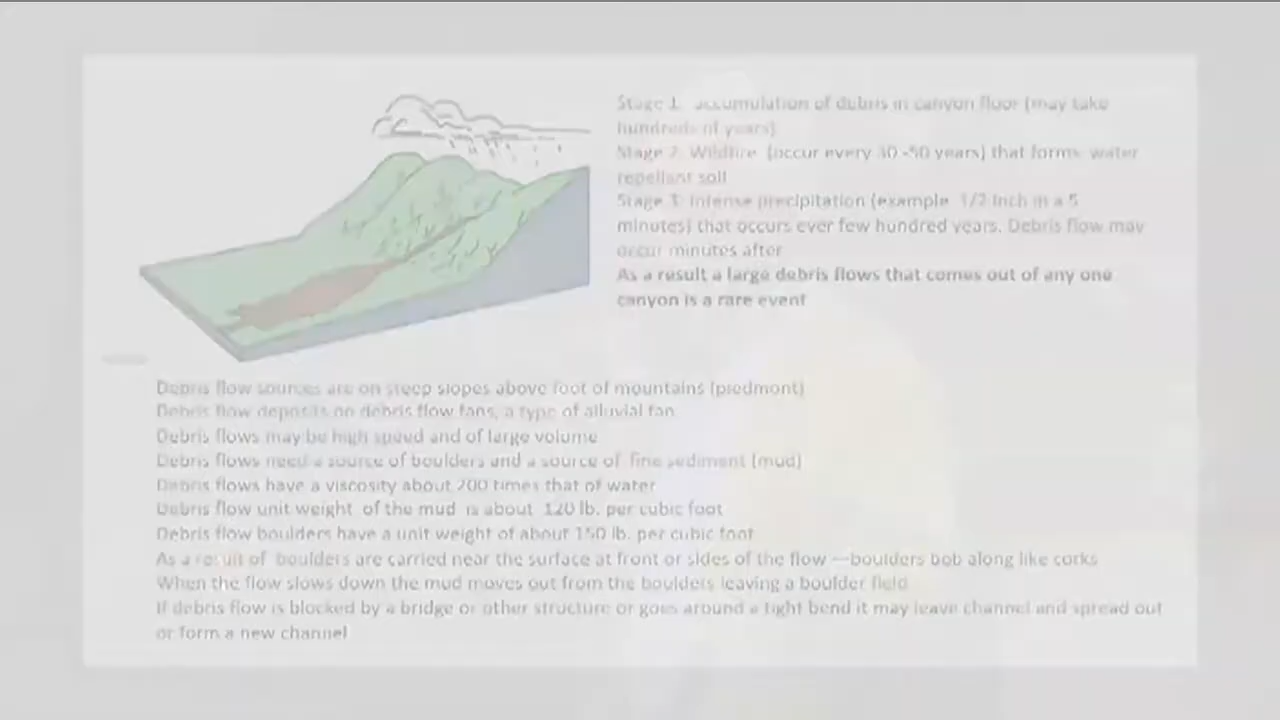 Stage 1: accumulation of debris in canyon floor (may take
hundreds of years)
Stage 2: Wildfire (occur every 30 -50 years) that forms water
repellant soil
Stage 3: Intense precipitation (example 1/2 inch in a 5
minutes) that occurs ever few hundred years. Debris flow may
occur minutes after
As a result a large debris flows that comes out of any one
canyon is a rare event
Debris flow sources are on steep slopes above foot of mountains (piedmont)
Debris flow deposits on debris flow fans, a type of alluvial fan
Debris flows may be high speed and of large volume
Debris flows need a source of boulders and a source of fine sediment (mud)
Debris flows have a viscosity about 200 times that of water
Debris flow unit weight of the mud is about 120 lb. per cubic foot
Debris flow boulders have a unit weight of about 150 lb. per cubic foot
As a result of boulders are carried near the surface at front or sides of the flow —boulders bob along like corks
When the flow slows down the mud moves out from the boulders leaving a boulder field
If debris flow is blocked by a bridge or other structure or goes around a tight bend it may leave channel and spread out
or form a new channel